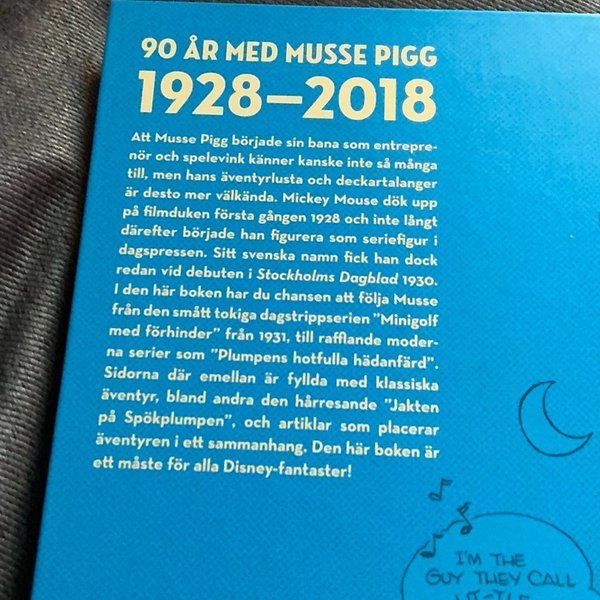 90 ÅR MED MUSSE PIGG
1928–2018
Att Musse Pigg började sin bana som entrepre-
nör och spelevink känner kanske inte så många
till, men hans äventyrlusta och deckartalanger
är desto mer välkända. Mickey Mouse dök upp
på filmduken första gången 1928 och inte långt
därefter började han figurera som seriefigur i
dagspressen. Sitt svenska namn fick han dock
redan vid debuten i Stockholms Dagblad 1930.
I den här boken har du chansen att följa Musse
från den smått tokiga dagstrippserien ”Minigolf
med förhinder” från 1931, till rafflande moder-
na serier som ”Plumpens hotfulla hädanfärd”.
Sidorna där emellan är fyllda med klassiska
äventyr, bland andra den hårresande ”Jakten
på Spökplumpen”, och artiklar som placerar
äventyren i ett sammanhang. Den här boken är
ett måste för alla Disney-fantaster!
I'M THE
GUY THEY CALL
LIT-TLE